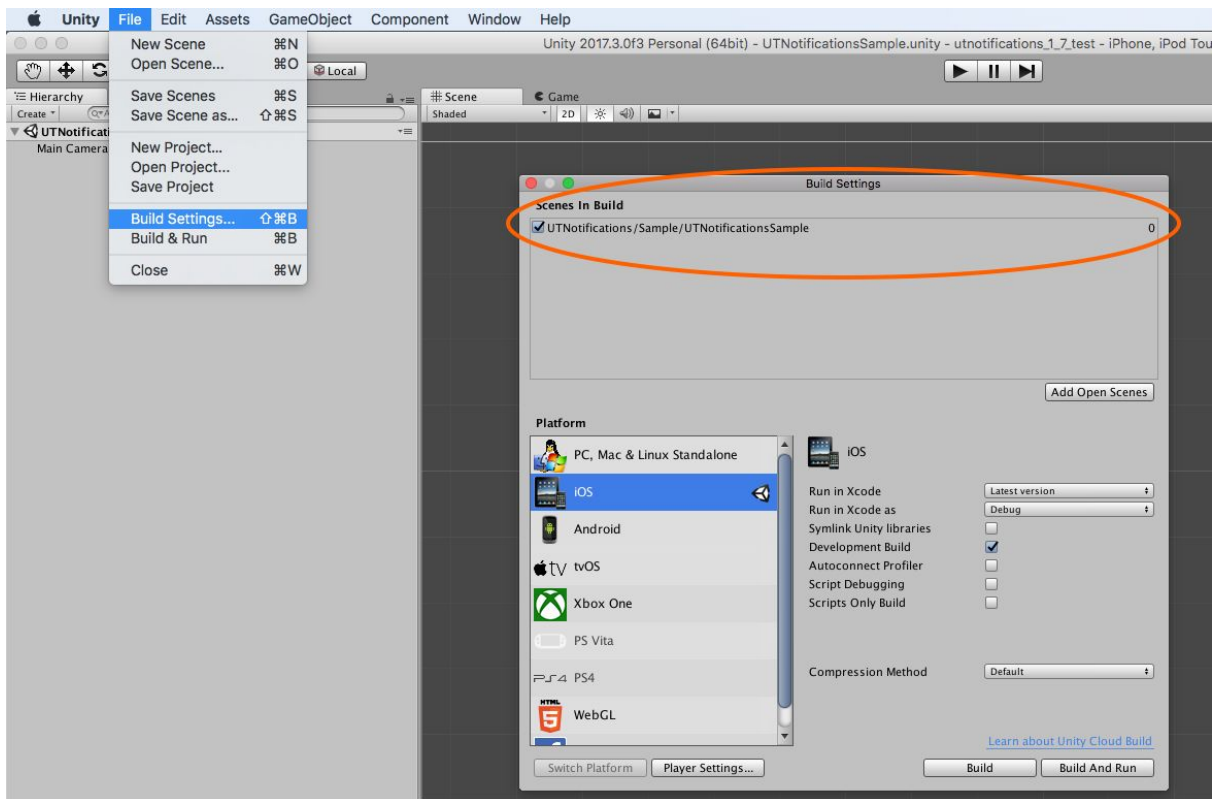 Unity File Edit Assets GameObject Component Window Help
Unity 2017.3.0f3 Personal (64bit) - UTNotificationsSample.unity - utnotifications_1_7_test - iPhone, iPod Tou
New Scene ⌘N
Open Scene... ⌘O
Save Scenes ⌘S
Save Scene as... ⇧⌘S
New Project...
Open Project...
Save Project
Build Settings... ⇧⌘B
Build & Run ⌘B
Close ⌘W
Local
Hierarchy
Create
UTNotificati
Main Camera
Scene Game
Shaded 2D
Build Settings
Scenes In Build
UTNotifications/Sample/UTNotificationsSample 0
Add Open Scenes
Platform
PC, Mac & Linux Standalone
iOS
Android
tv tvOS
Xbox One
PS Vita
PS4 PS4
HTML 5 WebGL
iOS
Run in Xcode Latest version
Run in Xcode as Debug
Symlink Unity libraries
Development Build
Autoconnect Profiler
Script Debugging
Scripts Only Build
Compression Method Default
Learn about Unity Cloud Build
Switch Platform Player Settings... Build Build And Run